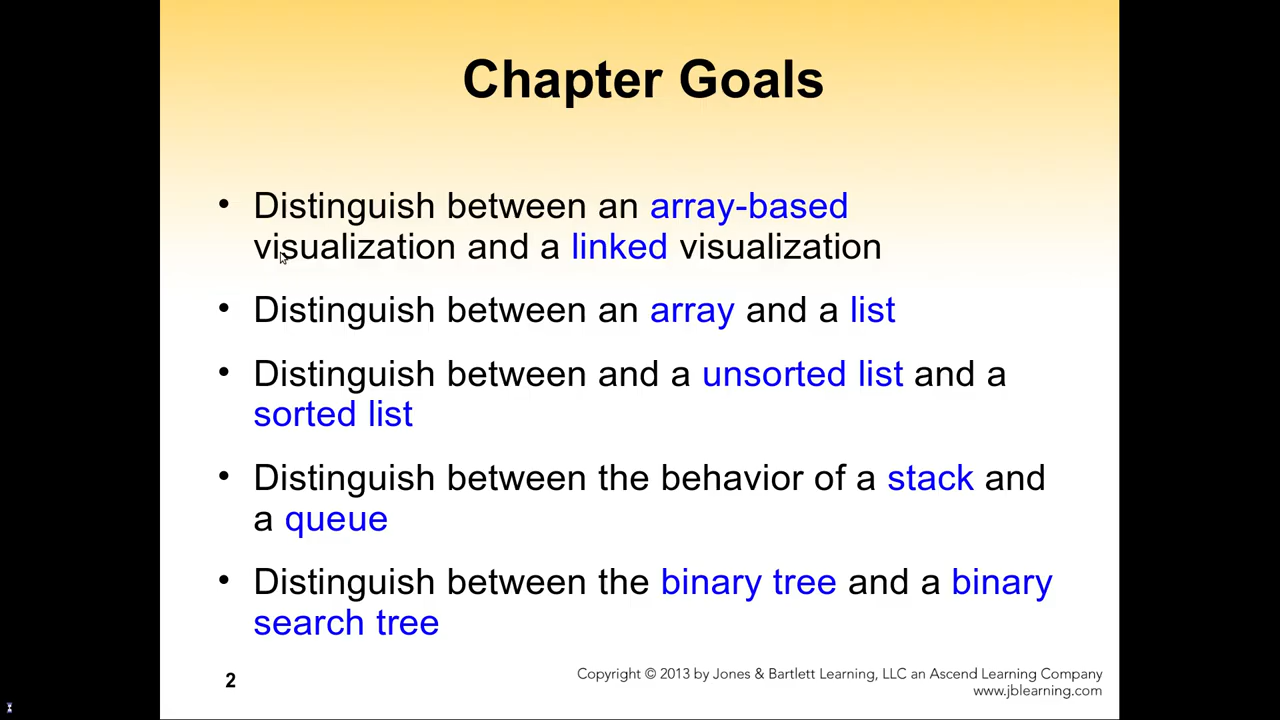 Chapter Goals
• Distinguish between an array-based
visualization and a linked visualization
• Distinguish between an array and a list
• Distinguish between and a unsorted list and a
sorted list
• Distinguish between the behavior of a stack and
a queue
• Distinguish between the binary tree and a binary
search tree
2
Copyright © 2013 by Jones & Bartlett Learning, LLC an Ascend Learning Company
www.jblearning.com